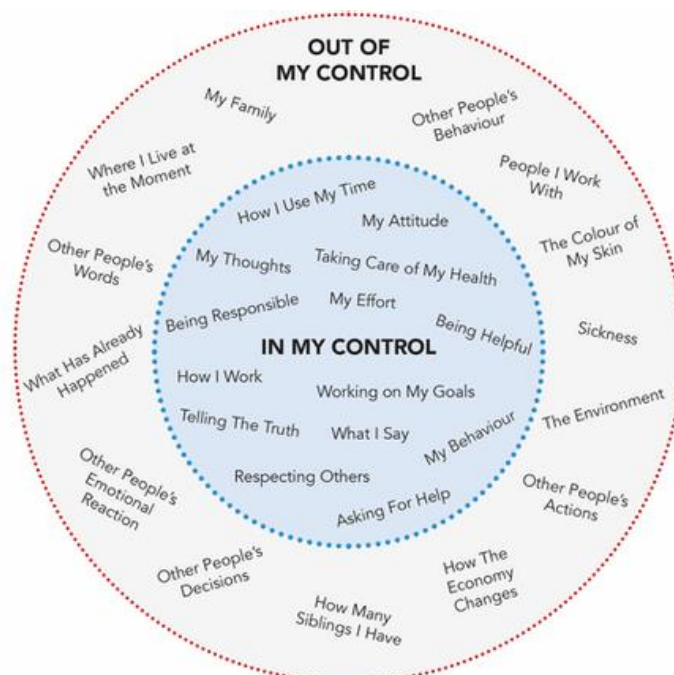 OUT OF
MY CONTROL
My Family
Other People's
Behaviour
Where I Live at
the Moment
People I Work
With
Other People's
Words
The Colour of
My Skin
What Has Already
Happened
Sickness
The Environment
Other People's
Emotional
Reaction
Other People's
Actions
Other People's
Decisions
How The
Economy
Changes
How Many
Siblings I Have
How I Use My Time
My Attitude
My Thoughts
Taking Care of My Health
Being Responsible
My Effort
Being Helpful
IN MY CONTROL
How I Work
Working on My Goals
Telling The Truth
What I Say
My Behaviour
Respecting Others
Asking For Help